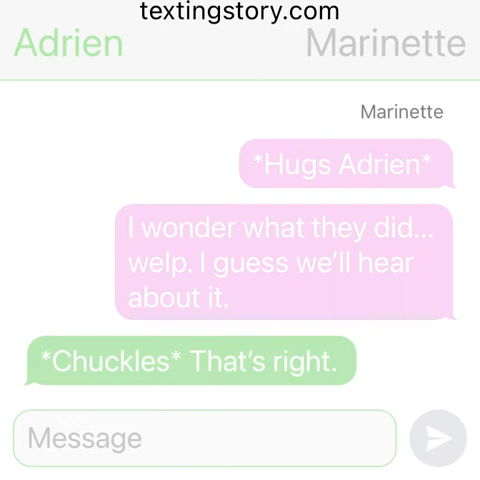 textingstory.com
Adrien Marinette
Marinette
*Hugs Adrien*
I wonder what they did...
welp. I guess we’ll hear
about it.
*Chuckles* That’s right.
Message